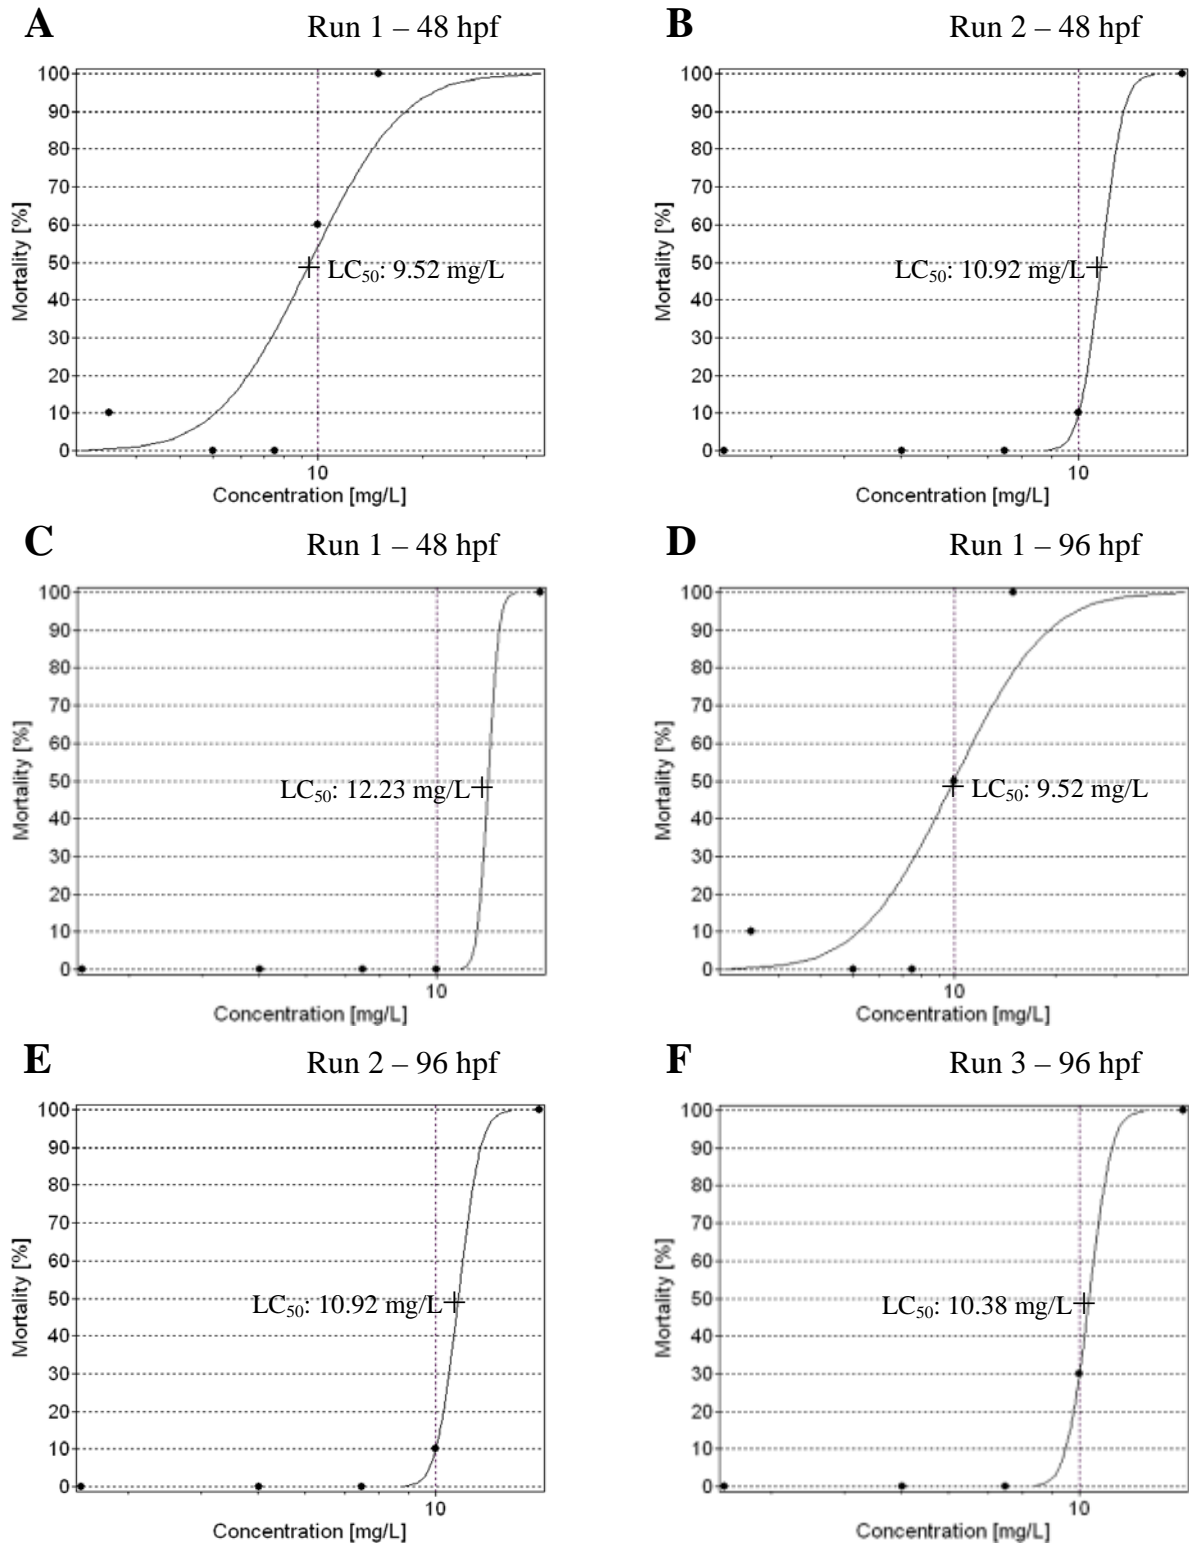 A
Run 1 – 48 hpf
100
90
80
70
60
50
40
30
20
10
0
Mortality [%]
LC50: 9.52 mg/L
10
Concentration [mg/L]
B
Run 2 – 48 hpf
100
90
80
70
60
50
40
30
20
10
0
Mortality [%]
LC50: 10.92 mg/L
10
Concentration [mg/L]
C
Run 1 – 48 hpf
100
90
80
70
60
50
40
30
20
10
0
Mortality [%]
LC50: 12.23 mg/L
10
Concentration [mg/L]
D
Run 1 – 96 hpf
100
90
80
70
60
50
40
30
20
10
0
Mortality [%]
LC50: 9.52 mg/L
10
Concentration [mg/L]
E
Run 2 – 96 hpf
100
90
80
70
60
50
40
30
20
10
0
Mortality [%]
LC50: 10.92 mg/L
10
Concentration [mg/L]
F
Run 3 – 96 hpf
100
90
80
70
60
50
40
30
20
10
0
Mortality [%]
LC50: 10.38 mg/L
10
Concentration [mg/L]